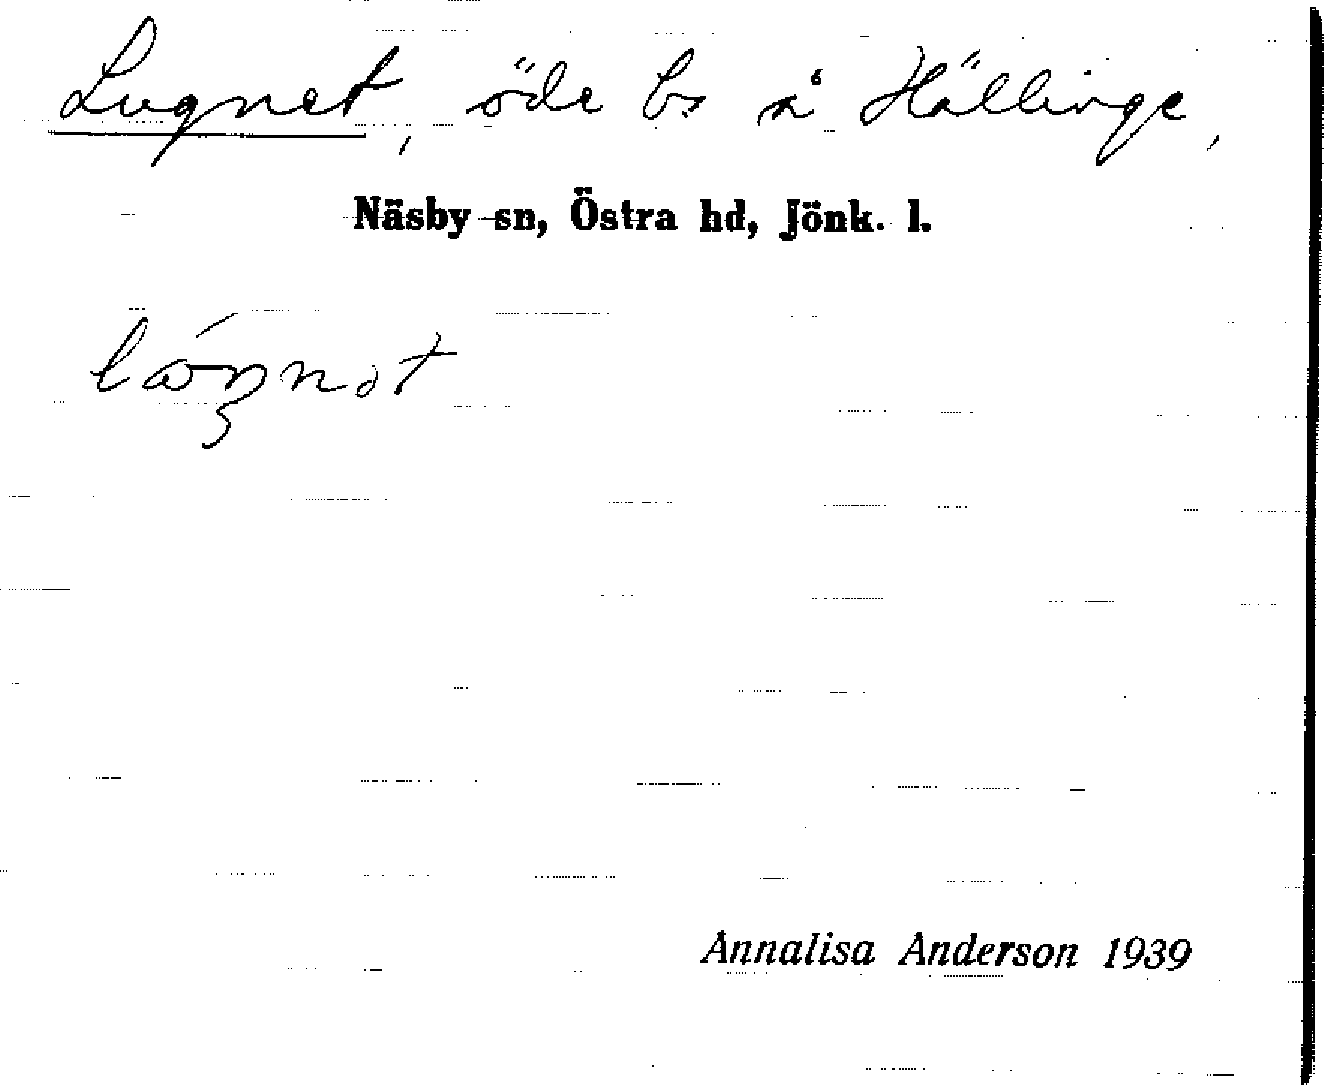 Lugnet, öde bs å Hällinge,
Näsby sn, Östra hd, Jönk. l.
Annalisa Anderson 1939